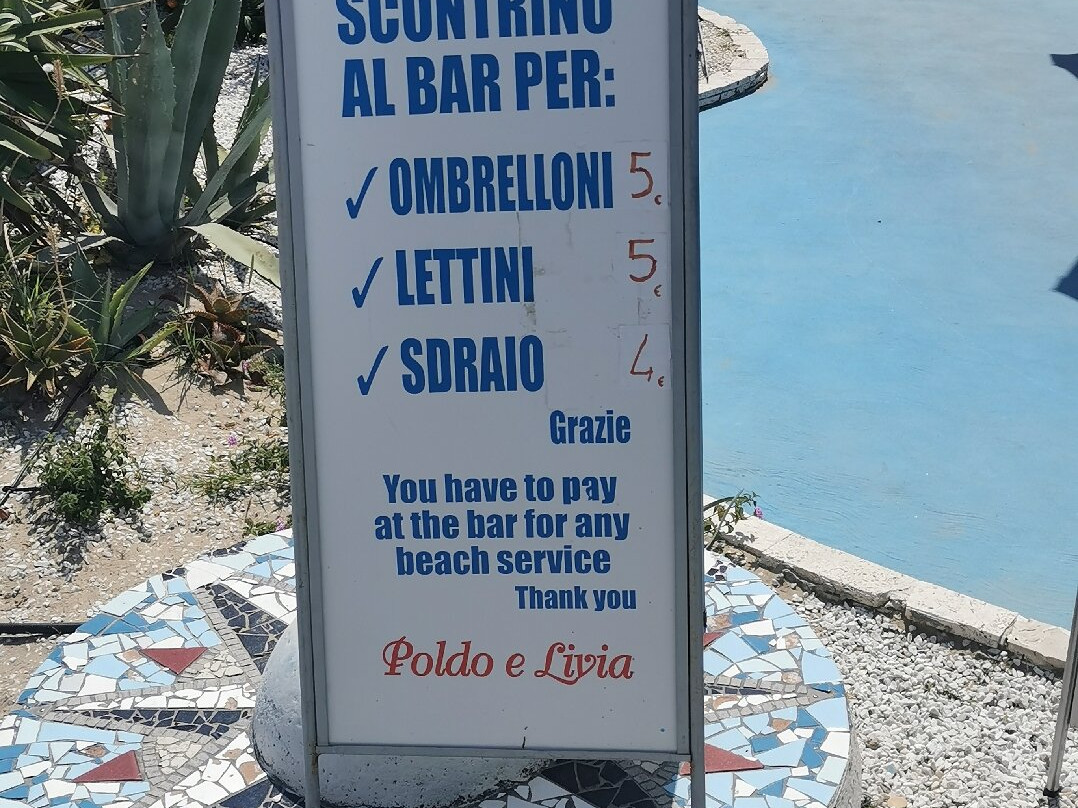 SCONTRINO
AL BAR PER:
✓ OMBRELLONI 5 €
✓ LETTINI 5 €
✓ SDRAIO 4 €
Grazie
You have to pay
at the bar for any
beach service
Thank you
Poldo e Livia